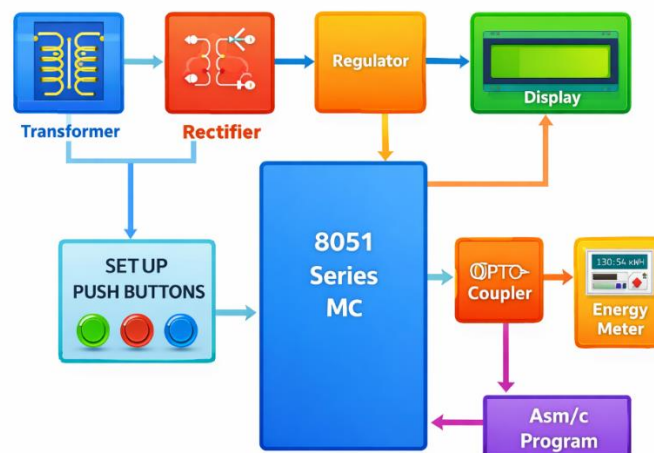 Transformer
Rectifier
Regulator
Display
SET UP
PUSH BUTTONS
8051
Series
MC
OPTO
Coupler
130:54 KWH
Energy
Meter
Asm/c
Program